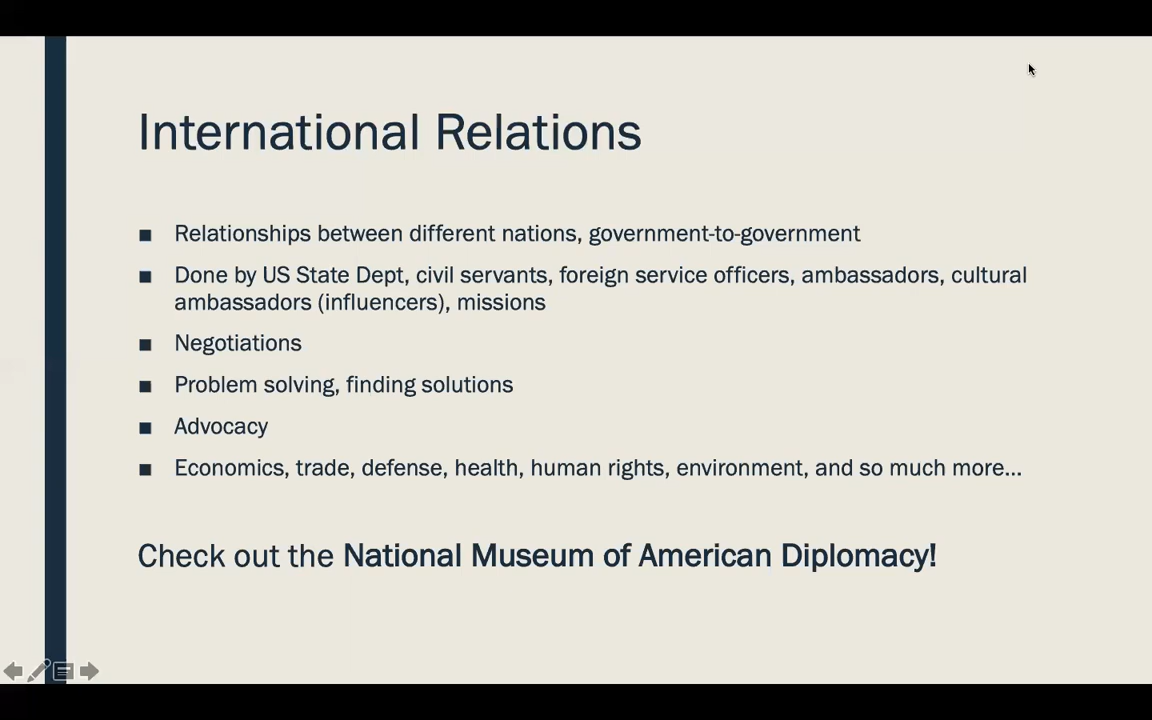 International Relations
■ Relationships between different nations, government-to-government
■ Done by US State Dept, civil servants, foreign service officers, ambassadors, cultural
ambassadors (influencers), missions
■ Negotiations
■ Problem solving, finding solutions
■ Advocacy
■ Economics, trade, defense, health, human rights, environment, and so much more...
Check out the National Museum of American Diplomacy!